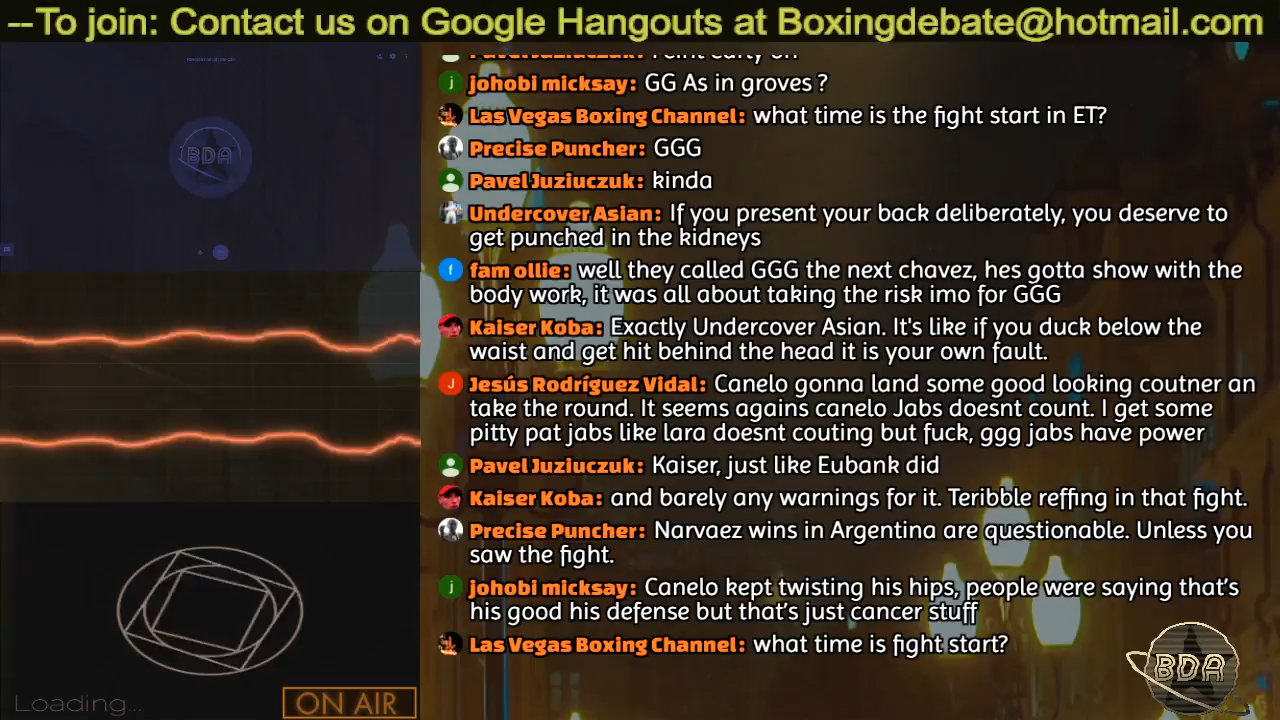 --To join: Contact us on Google Hangouts at Boxingdebate@hotmail.com
johobi micksay: GG As in groves ?
Las Vegas Boxing Channel: what time is the fight start in ET?
Precise Puncher: GGG
Pavel Juziuczuk: kinda
Undercover Asian: If you present your back deliberately, you deserve to
get punched in the kidneys
fam ollie: well they called GGG the next chavez, hes gotta show with the
body work, it was all about taking the risk imo for GGG
Kaiser Koba: Exactly Undercover Asian. It's like if you duck below the
waist and get hit behind the head it is your own fault.
Jesús Rodríguez Vidal: Canelo gonna land some good looking coutner an
take the round. It seems agains canelo Jabs doesnt count. I get some
pitty pat jabs like lara doesnt couting but fuck, ggg jabs have power
Pavel Juziuczuk: Kaiser, just like Eubank did
Kaiser Koba: and barely any warnings for it. Teribble reffing in that fight.
Precise Puncher: Narvaez wins in Argentina are questionable. Unless you
saw the fight.
johobi micksay: Canelo kept twisting his hips, people were saying that's
his good his defense but that's just cancer stuff
Las Vegas Boxing Channel: what time is fight start?
BDA
Loading...
ON AIR
BDA